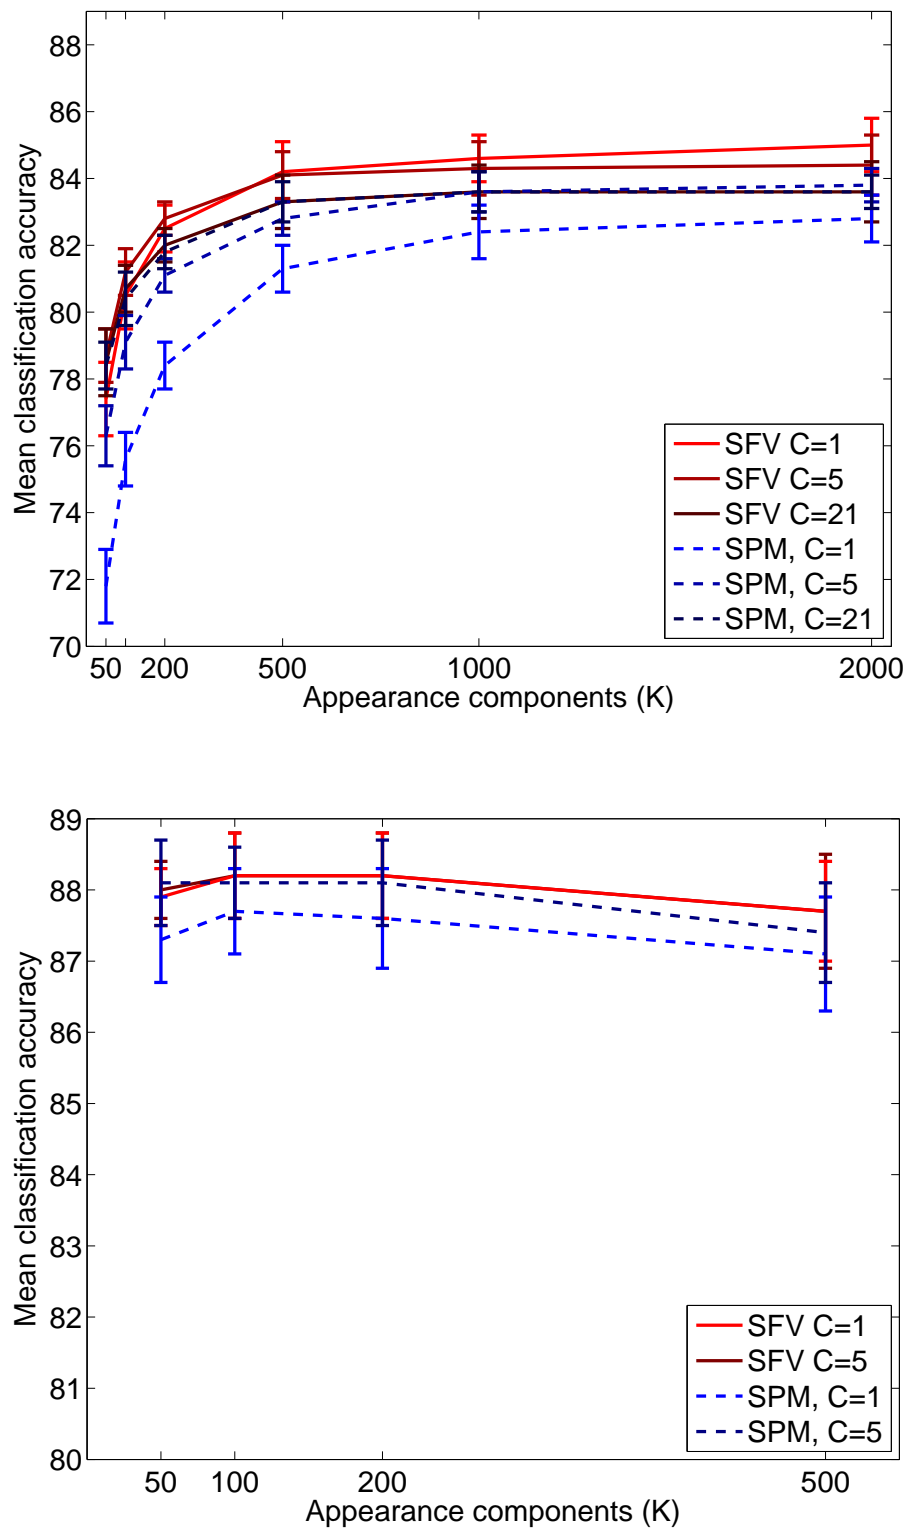 88
86
84
82
80
78
76
74
72
70
Mean classification accuracy
SFV C=1
SFV C=5
SFV C=21
SPM, C=1
SPM, C=5
SPM, C=21
50 200 500 1000 2000
Appearance components (K)
89
88
87
86
85
84
83
82
81
80
Mean classification accuracy
SFV C=1
SFV C=5
SPM, C=1
SPM, C=5
50 100 200 500
Appearance components (K)